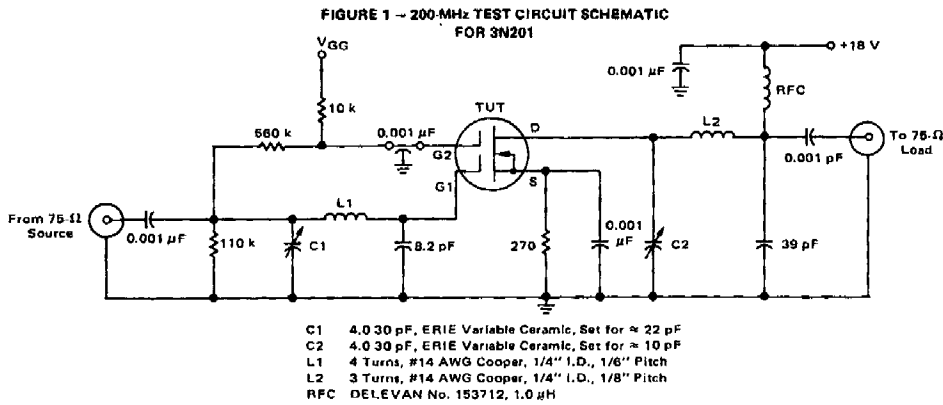 FIGURE 1 – 200-MHz TEST CIRCUIT SCHEMATIC
FOR 3N201
VGG
+18 V
0.001 µF
RFC
10 k
TUT
560 k
0.001 µF
G2
D
L2
To 75-Ω
Load
0.001 pF
G1
S
L1
From 75-Ω
Source
0.001 µF
110 k
C1
8.2 pF
270
0.001
µF
C2
39 pF
C1 4.0 30 pF, ERIE Variable Ceramic, Set for ≈ 22 pF
C2 4.0 30 pF, ERIE Variable Ceramic, Set for ≈ 10 pF
L1 4 Turns, #14 AWG Cooper, 1/4" I.D., 1/6" Pitch
L2 3 Turns, #14 AWG Cooper, 1/4" I.D., 1/8" Pitch
RFC DELEVAN No. 153712, 1.0 µH